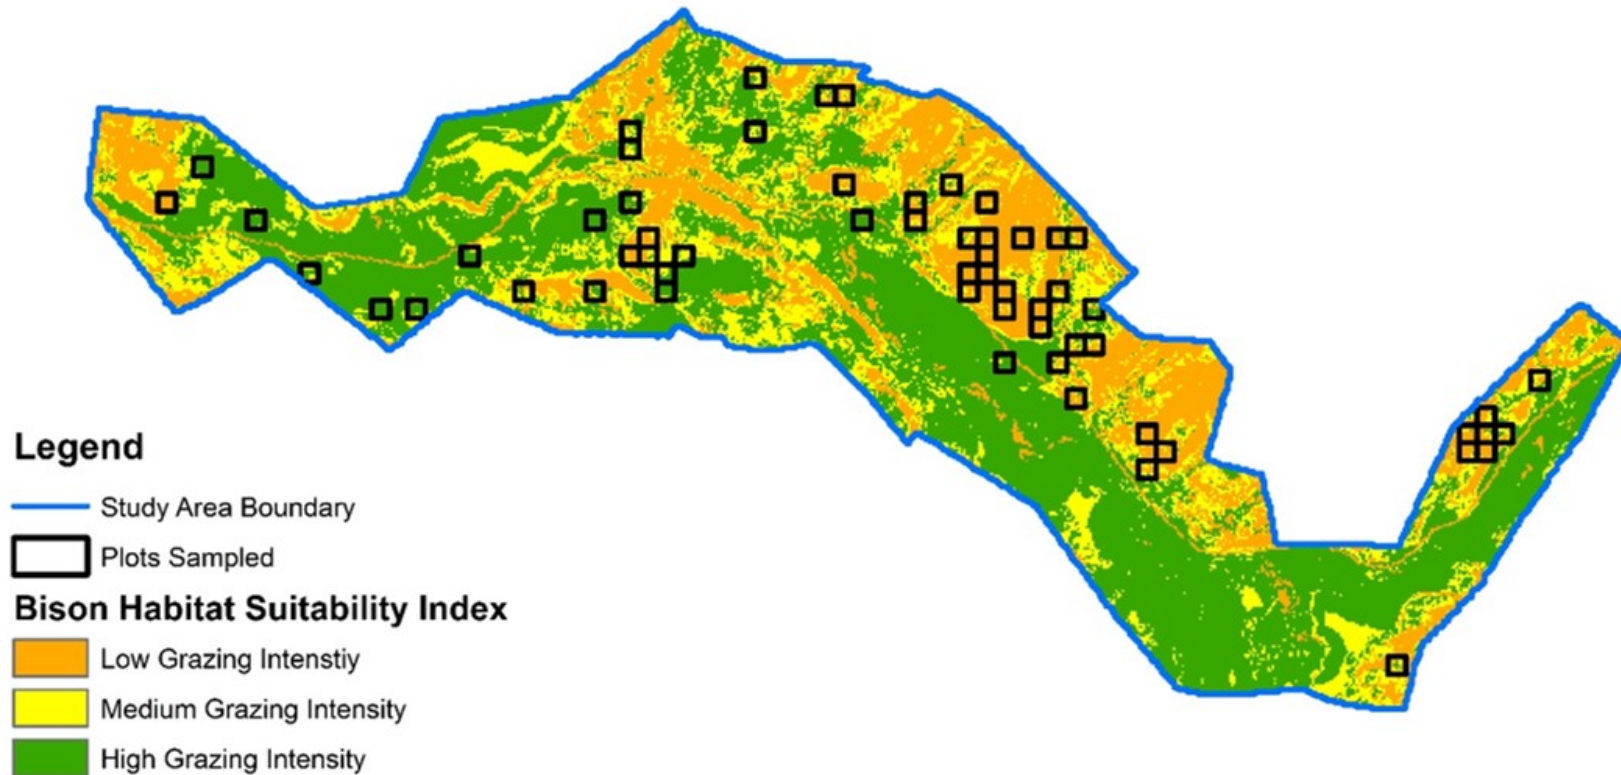 Legend
Study Area Boundary
Plots Sampled
Bison Habitat Suitability Index
Low Grazing Intenstiy
Medium Grazing Intensity
High Grazing Intensity